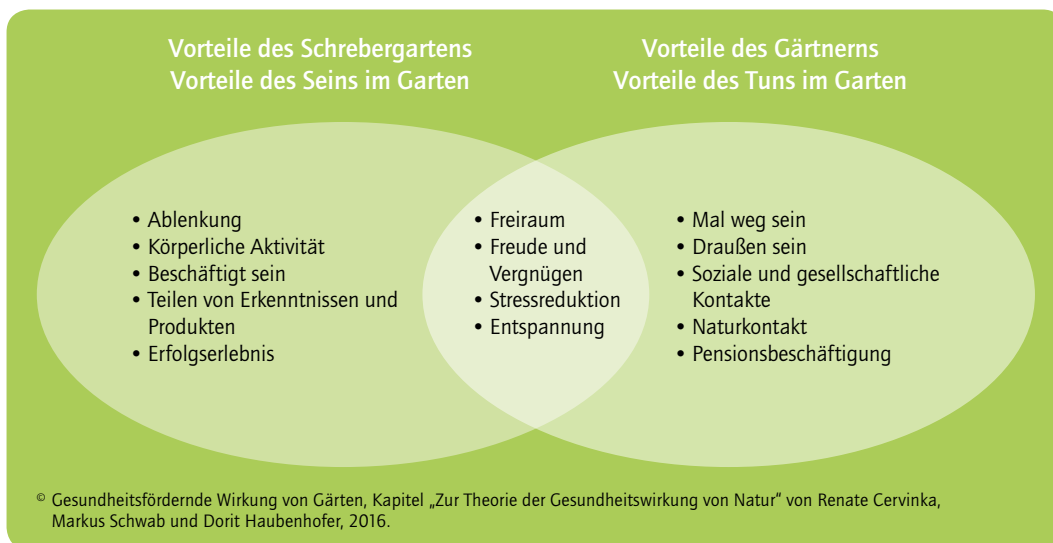 Vorteile des Schrebergartens
Vorteile des Seins im Garten
Vorteile des Gärtnerns
Vorteile des Tuns im Garten
• Ablenkung
• Körperliche Aktivität
• Beschäftigt sein
• Teilen von Erkenntnissen und
Produkten
• Erfolgserlebnis
• Freiraum
• Freude und
Vergnügen
• Stressreduktion
• Entspannung
• Mal weg sein
• Draußen sein
• Soziale und gesellschaftliche
Kontakte
• Naturkontakt
• Pensionsbeschäftigung
© Gesundheitsfördernde Wirkung von Gärten, Kapitel „Zur Theorie der Gesundheitswirkung von Natur“ von Renate Cervinka,
Markus Schwab und Dorit Haubenhofer, 2016.